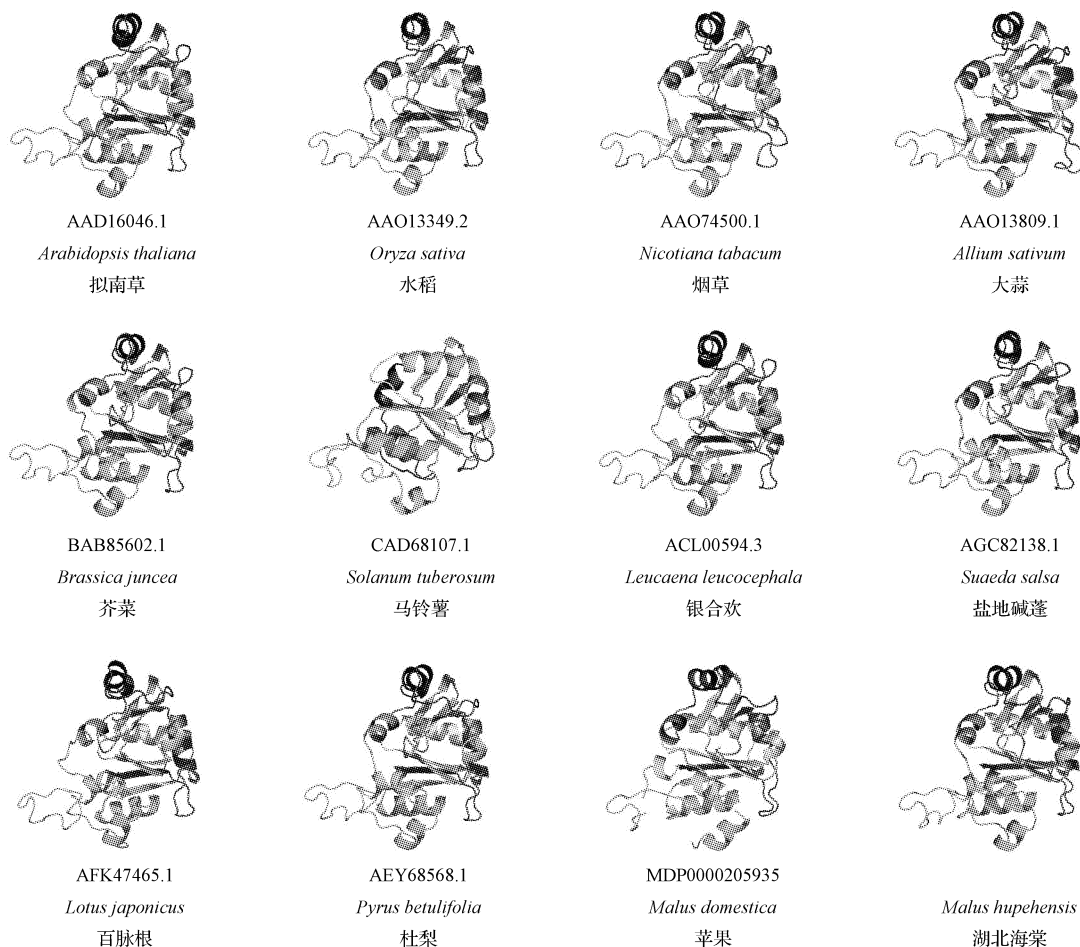 AAD16046.1 AAO13349.2 AAO74500.1 AAO13809.1
Arabidopsis thaliana Oryza sativa Nicotiana tabacum Allium sativum
拟南草 水稻 烟草 大蒜
BAB85602.1 CAD68107.1 ACL00594.3 AGC82138.1
Brassica juncea Solanum tuberosum Leucaena leucocephala Suaeda salsa
芥菜 马铃薯 银合欢 盐地碱蓬
AFK47465.1 AEY68568.1 MDP0000205935
Lotus japonicus Pyrus betulifolia Malus domestica Malus hupehensis
百脉根 杜梨 苹果 湖北海棠